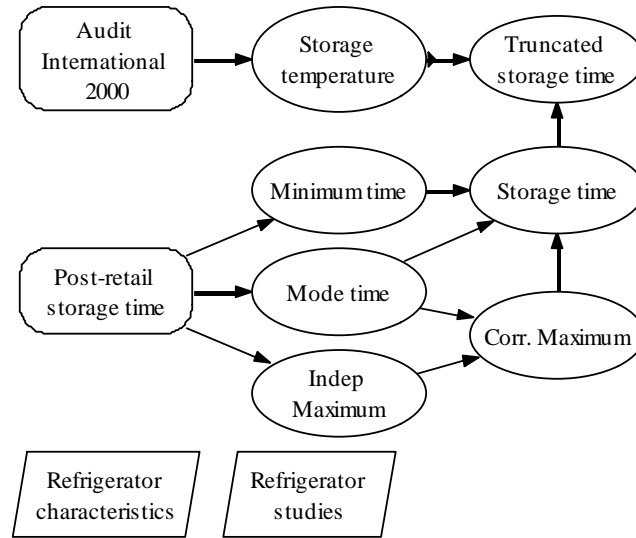 Audit
International
2000
Storage
temperature
Truncated
storage time
Minimum time
Storage time
Post-retail
storage time
Mode time
Corr. Maximum
Indep
Maximum
Refrigerator
characteristics
Refrigerator
studies